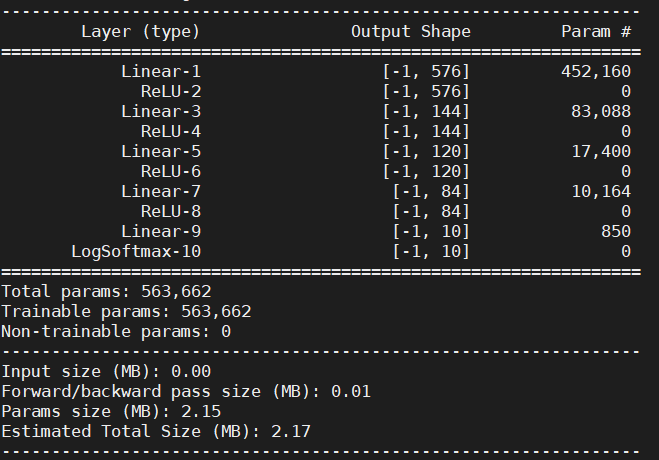 ----------------------------------------------------------------
Layer (type) Output Shape Param #
================================================================
Linear-1 [-1, 576] 452,160
ReLU-2 [-1, 576] 0
Linear-3 [-1, 144] 83,088
ReLU-4 [-1, 144] 0
Linear-5 [-1, 120] 17,400
ReLU-6 [-1, 120] 0
Linear-7 [-1, 84] 10,164
ReLU-8 [-1, 84] 0
Linear-9 [-1, 10] 850
LogSoftmax-10 [-1, 10] 0
================================================================
Total params: 563,662
Trainable params: 563,662
Non-trainable params: 0
----------------------------------------------------------------
Input size (MB): 0.00
Forward/backward pass size (MB): 0.01
Params size (MB): 2.15
Estimated Total Size (MB): 2.17
----------------------------------------------------------------